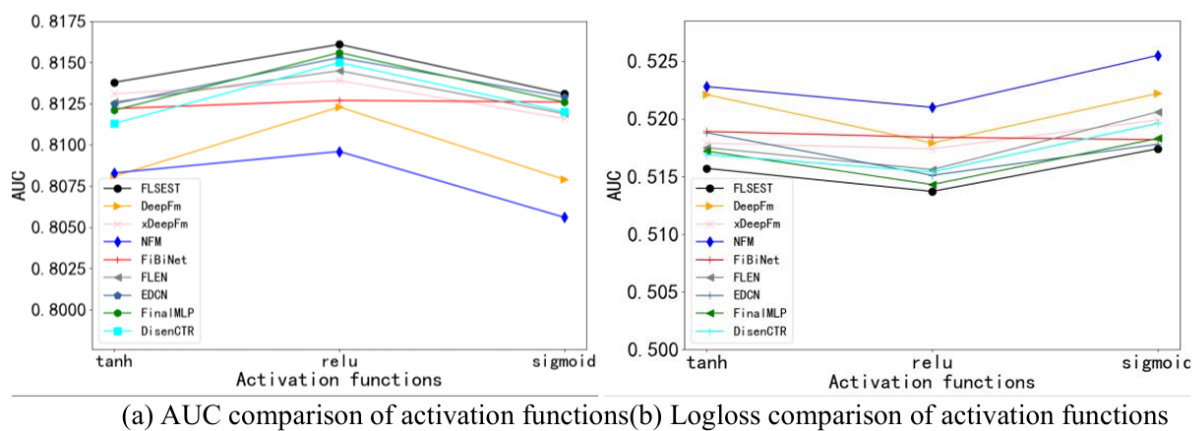 0.8175
0.8150
0.8125
0.8100
0.8075
0.8050
0.8025
0.8000
AUC
FLSEST
DeepFm
xDeepFm
NFM
FiBiNet
FLEN
EDCN
FinalMLP
DisenCTR
tanh relu sigmoid
Activation functions
0.525
0.520
0.515
0.510
0.505
0.500
AUC
FLSEST
DeepFm
xDeepFm
NFM
FiBiNet
FLEN
EDCN
FinalMLP
DisenCTR
tanh relu sigmoid
Activation functions
(a) AUC comparison of activation functions(b) Logloss comparison of activation functions